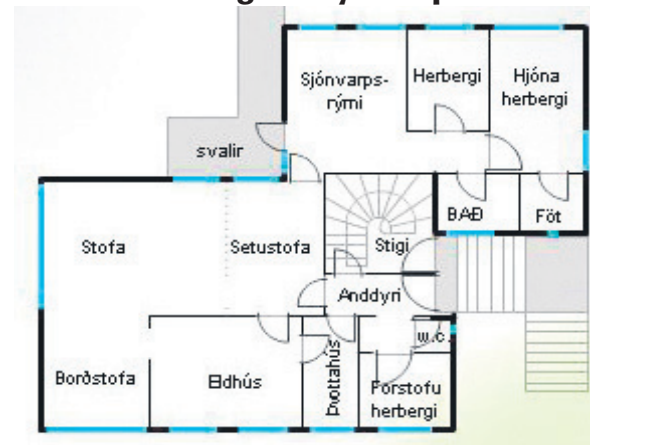 Sjónvarps-
rými
Herbergi
Hjóna
herbergi
svalir
BAÐ
Föt
Stofa
Setustofa
Stigi
Anddyri
w.c.
Borðstofa
Eldhús
Þvottahús
Forstofu
herbergi